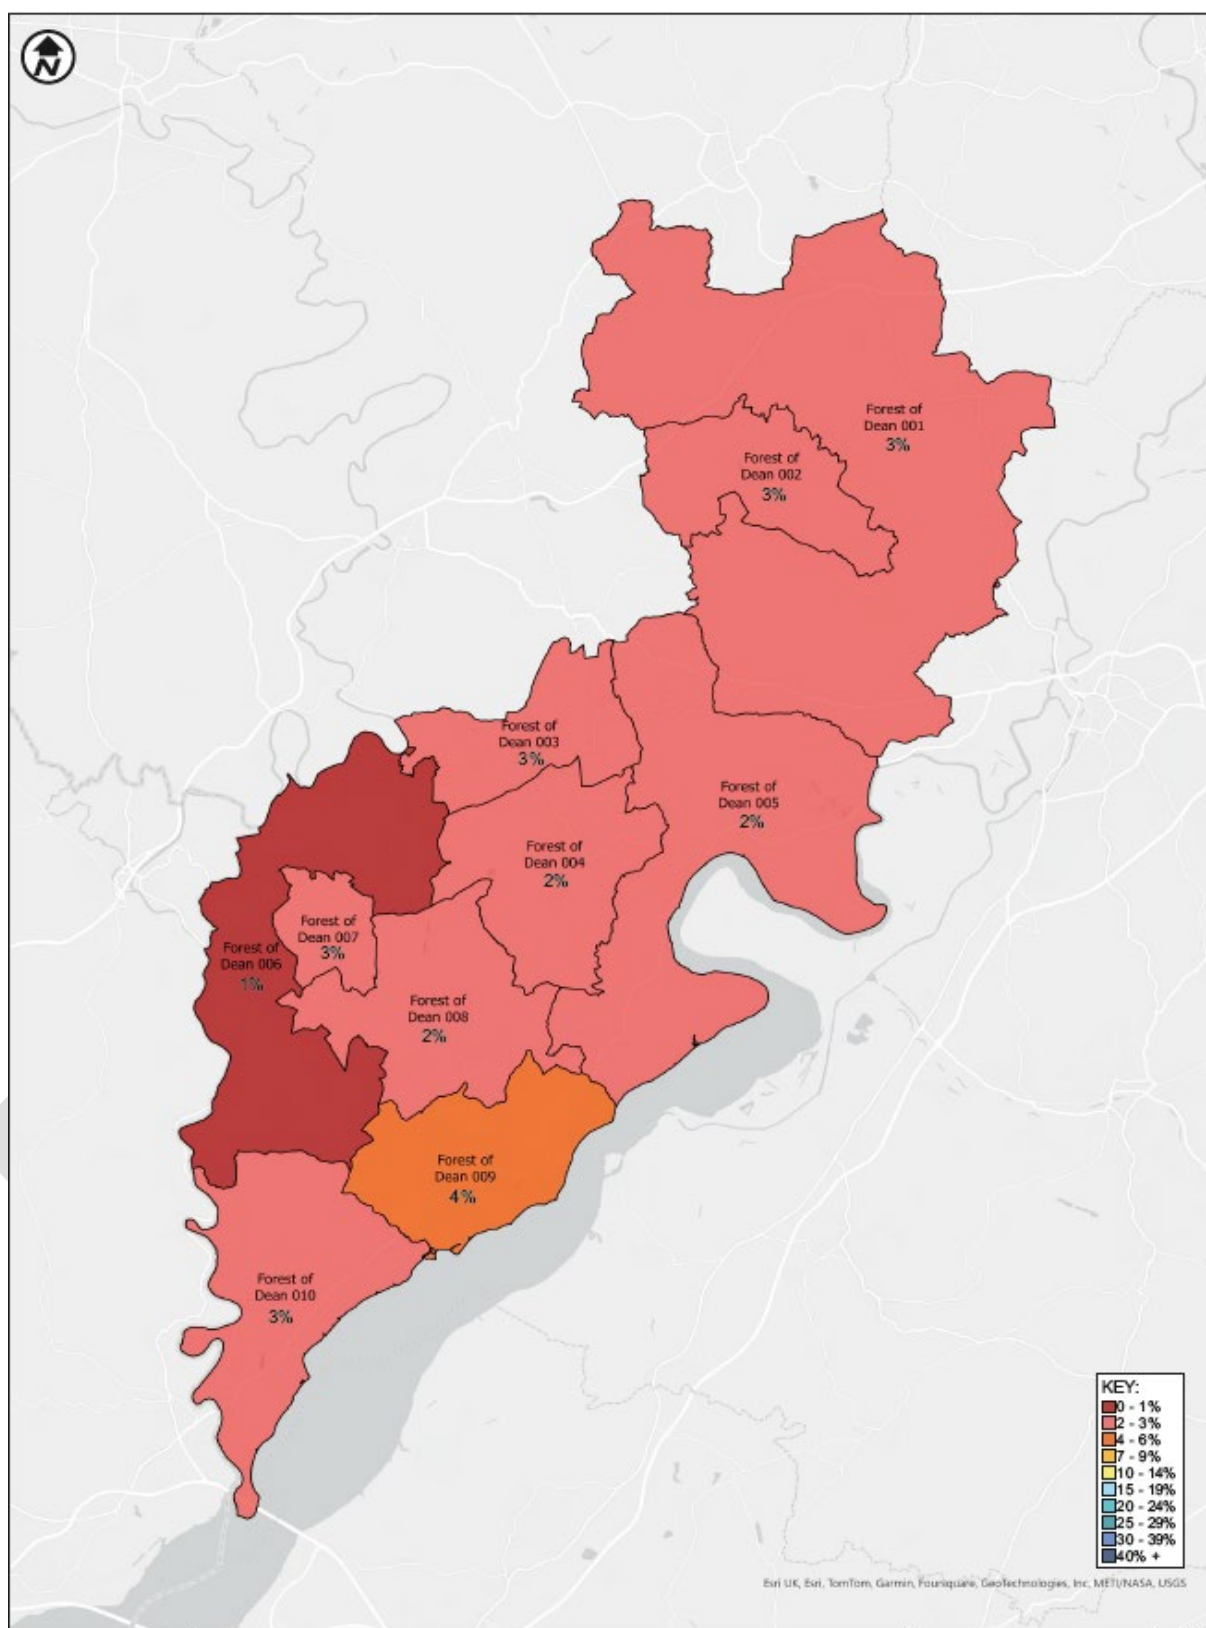 N
Forest of
Dean 001
3%
Forest of
Dean 002
3%
Forest of
Dean 003
3%
Forest of
Dean 005
2%
Forest of
Dean 004
2%
Forest of
Dean 007
3%
Forest of
Dean 006
1%
Forest of
Dean 008
2%
Forest of
Dean 009
4%
Forest of
Dean 010
3%
KEY:
0 - 1%
2 - 3%
4 - 6%
7 - 9%
10 - 14%
15 - 19%
20 - 24%
25 - 29%
30 - 39%
40% +
Esri UK, Esri, TomTom, Garmin, Foursquare, GeoTechnologies, Inc, METI/NASA, USGS